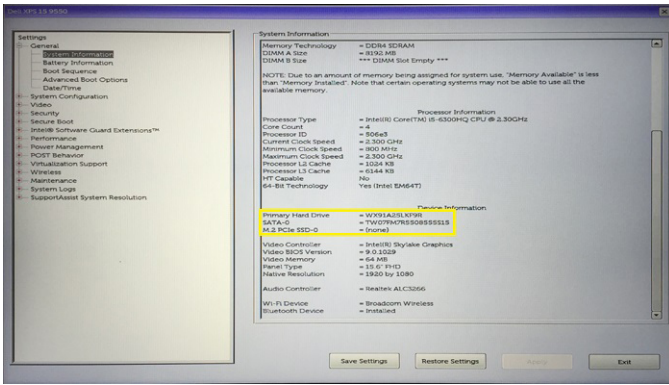 Dell XPS 15 9550
Settings
General
System Information
Battery Information
Boot Sequence
Advanced Boot Options
Date/Time
System Configuration
Video
Security
Secure Boot
Intel® Software Guard Extensions™
Performance
Power Management
POST Behavior
Virtualization Support
Wireless
Maintenance
System Logs
SupportAssist System Resolution
System Information
Memory Technology = DDR4 SDRAM
DIMM A Size = 8192 MB
DIMM B Size *** DIMM Slot Empty ***
NOTE: Due to an amount of memory being assigned for system use, "Memory Available" is less
than "Memory Installed". Note that certain operating systems may not be able to use all the
available memory.
Processor Information
Processor Type = Intel(R) Core(TM) i5-6300HQ CPU @ 2.30GHz
Core Count = 4
Processor ID = 506e3
Current Clock Speed = 2.300 GHz
Minimum Clock Speed = 800 MHz
Maximum Clock Speed = 2.300 GHz
Processor L2 Cache = 1024 KB
Processor L3 Cache = 6144 KB
HT Capable No
64-Bit Technology Yes (Intel EM64T)
Device Information
Primary Hard Drive = WX91A25LKP9R
SATA-0 = TW07FM7R5508555515
M.2 PCIe SSD-0 = (none)
Video Controller = Intel(R) Skylake Graphics
Video BIOS Version = 9.0.1029
Video Memory = 64 MB
Panel Type = 15.6" FHD
Native Resolution = 1920 by 1080
Audio Controller = Realtek ALC3266
Wi-Fi Device = Broadcom Wireless
Bluetooth Device = Installed
Save Settings
Restore Settings
Apply
Exit